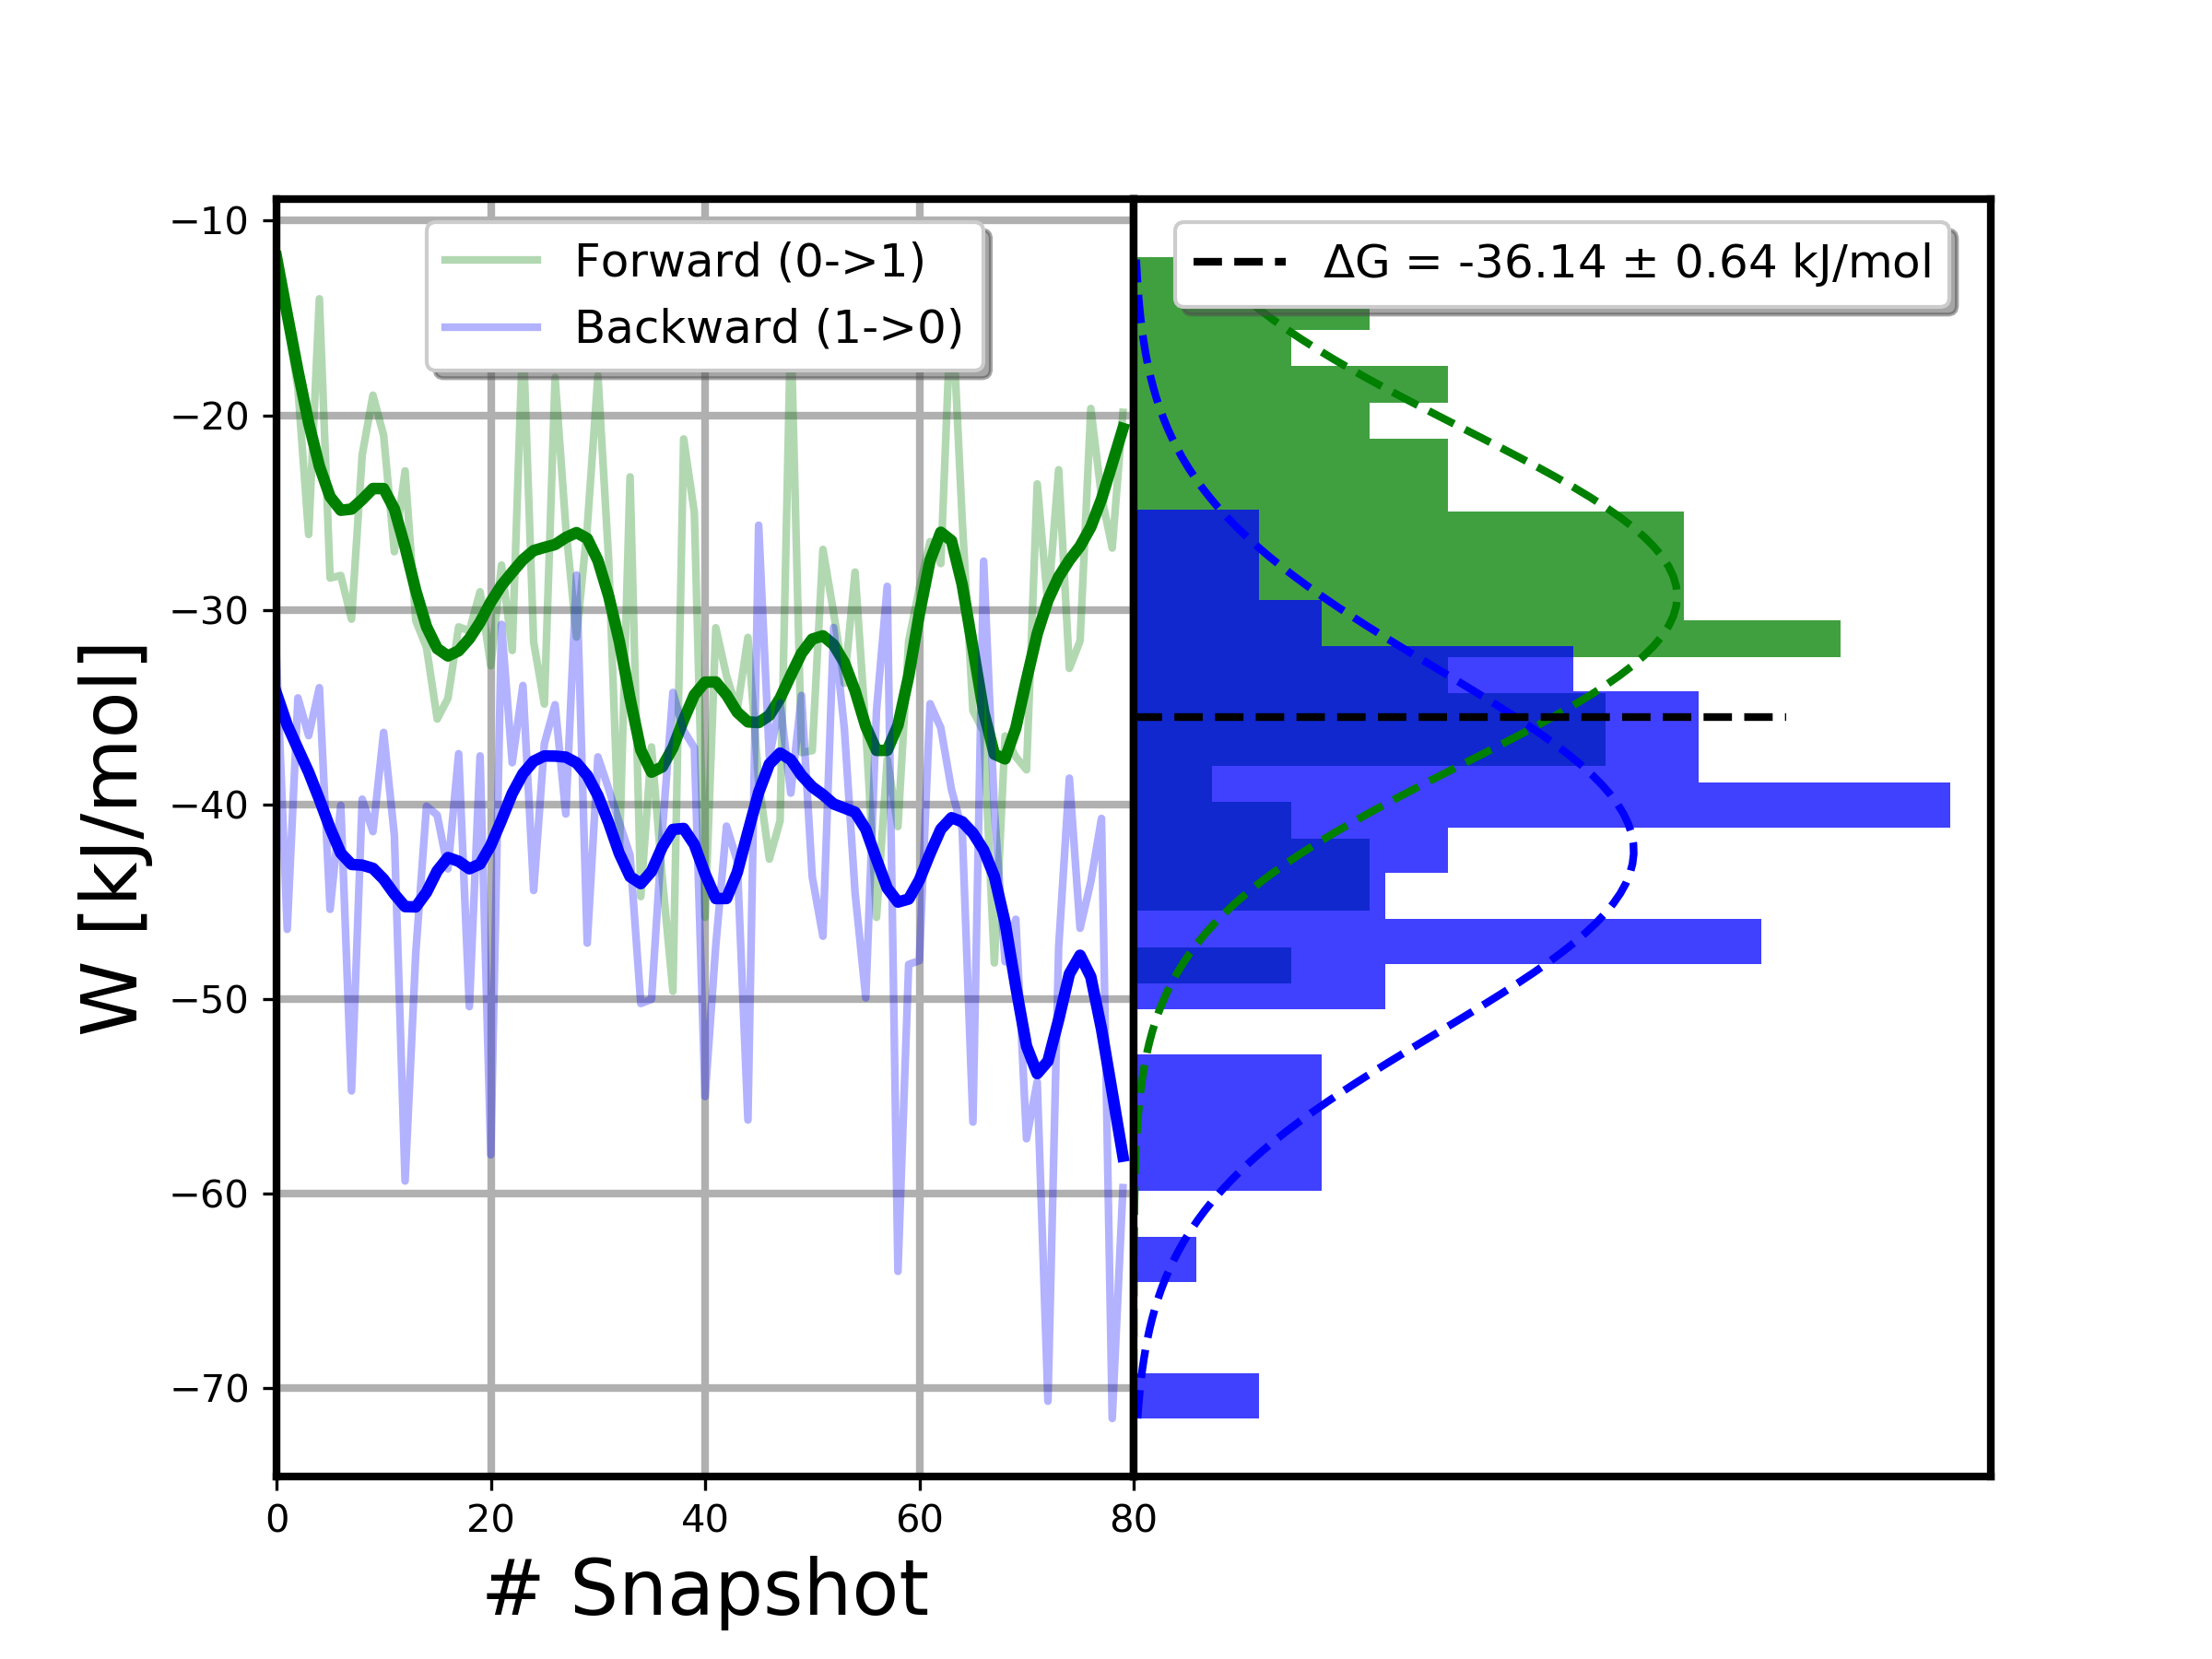 Forward (0->1)
Backward (1->0)
ΔG = -36.14 ± 0.64 kJ/mol
W [kJ/mol]
−10
−20
−30
−40
−50
−60
−70
0 20 40 60 80
# Snapshot